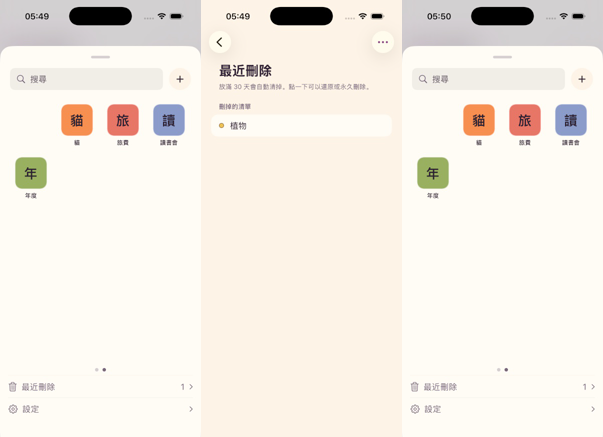 05:49
搜尋
貓
旅
讀
貓
旅費
讀書會
年
年度
最近刪除
1
設定
05:49
最近刪除
放滿 30 天會自動清掉。點一下可以還原或永久刪除。
刪掉的清單
植物
05:50
搜尋
貓
旅
讀
貓
旅費
讀書會
年
年度
最近刪除
1
設定